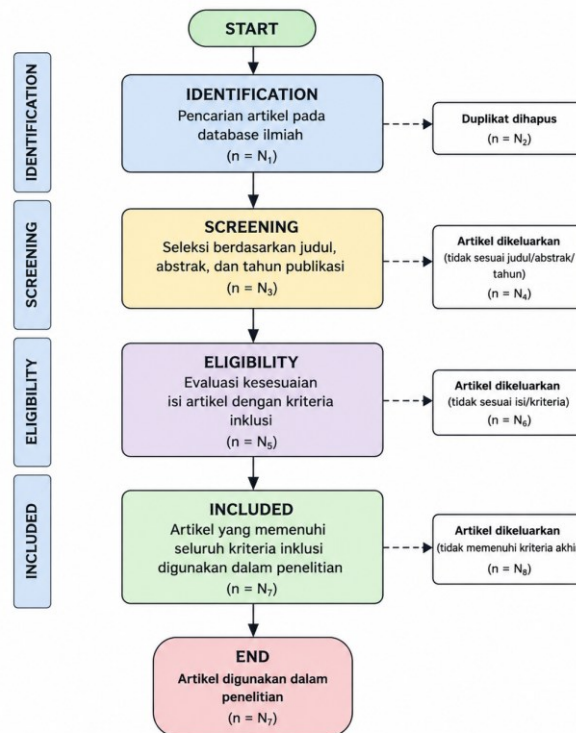 START
IDENTIFICATION
IDENTIFICATION
Pencarian artikel pada
database ilmiah
(n = N₁)
Duplikat dihapus
(n = N₂)
SCREENING
SCREENING
Seleksi berdasarkan judul,
abstrak, dan tahun publikasi
(n = N₃)
Artikel dikeluarkan
(tidak sesuai judul/abstrak/
tahun)
(n = N₄)
ELIGIBILITY
ELIGIBILITY
Evaluasi kesesuaian
isi artikel dengan kriteria
inklusi
(n = N₅)
Artikel dikeluarkan
(tidak sesuai isi/kriteria)
(n = N₆)
INCLUDED
INCLUDED
Artikel yang memenuhi
seluruh kriteria inklusi
digunakan dalam penelitian
(n = N₇)
Artikel dikeluarkan
(tidak memenuhi kriteria akhi
(n = N₈)
END
Artikel digunakan dalam
penelitian
(n = N₇)